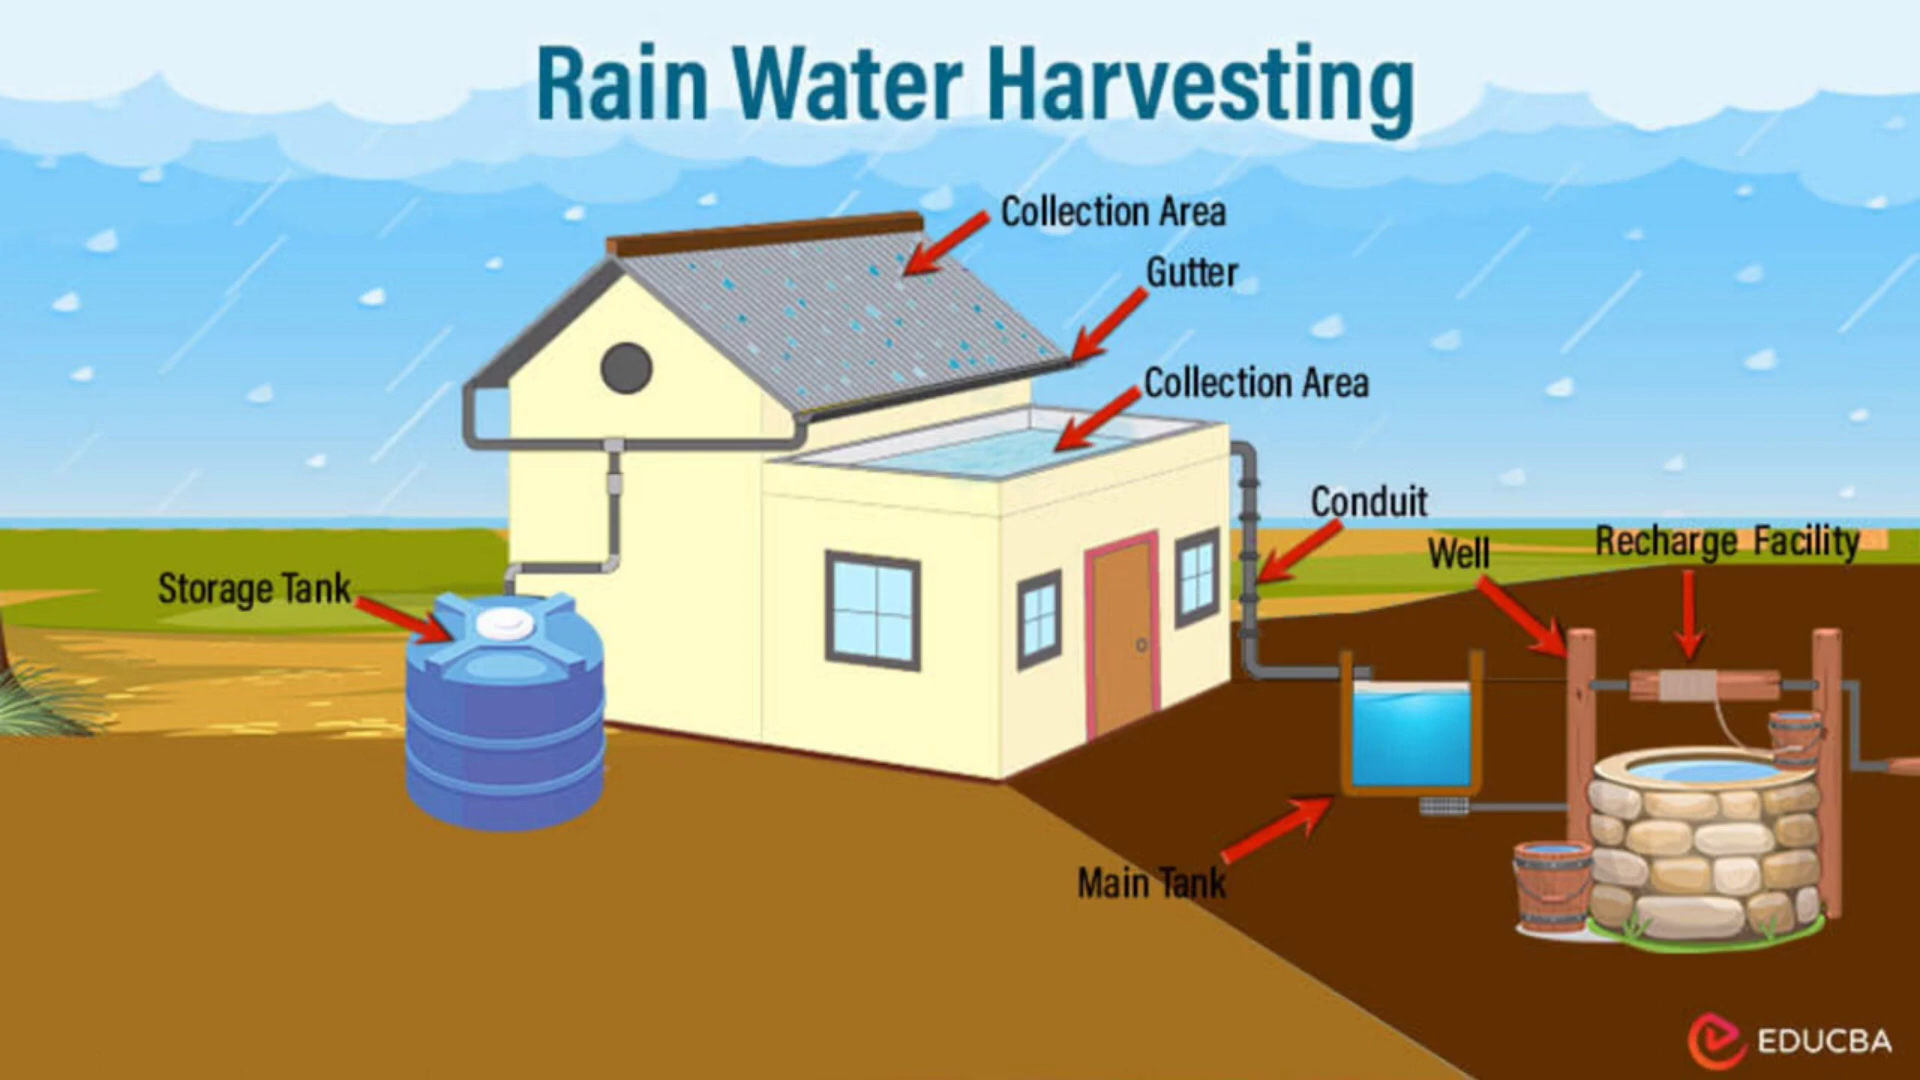 Rain Water Harvesting
Collection Area
Gutter
Collection Area
Conduit
Well
Recharge Facility
Storage Tank
Main Tank
EDUCBA